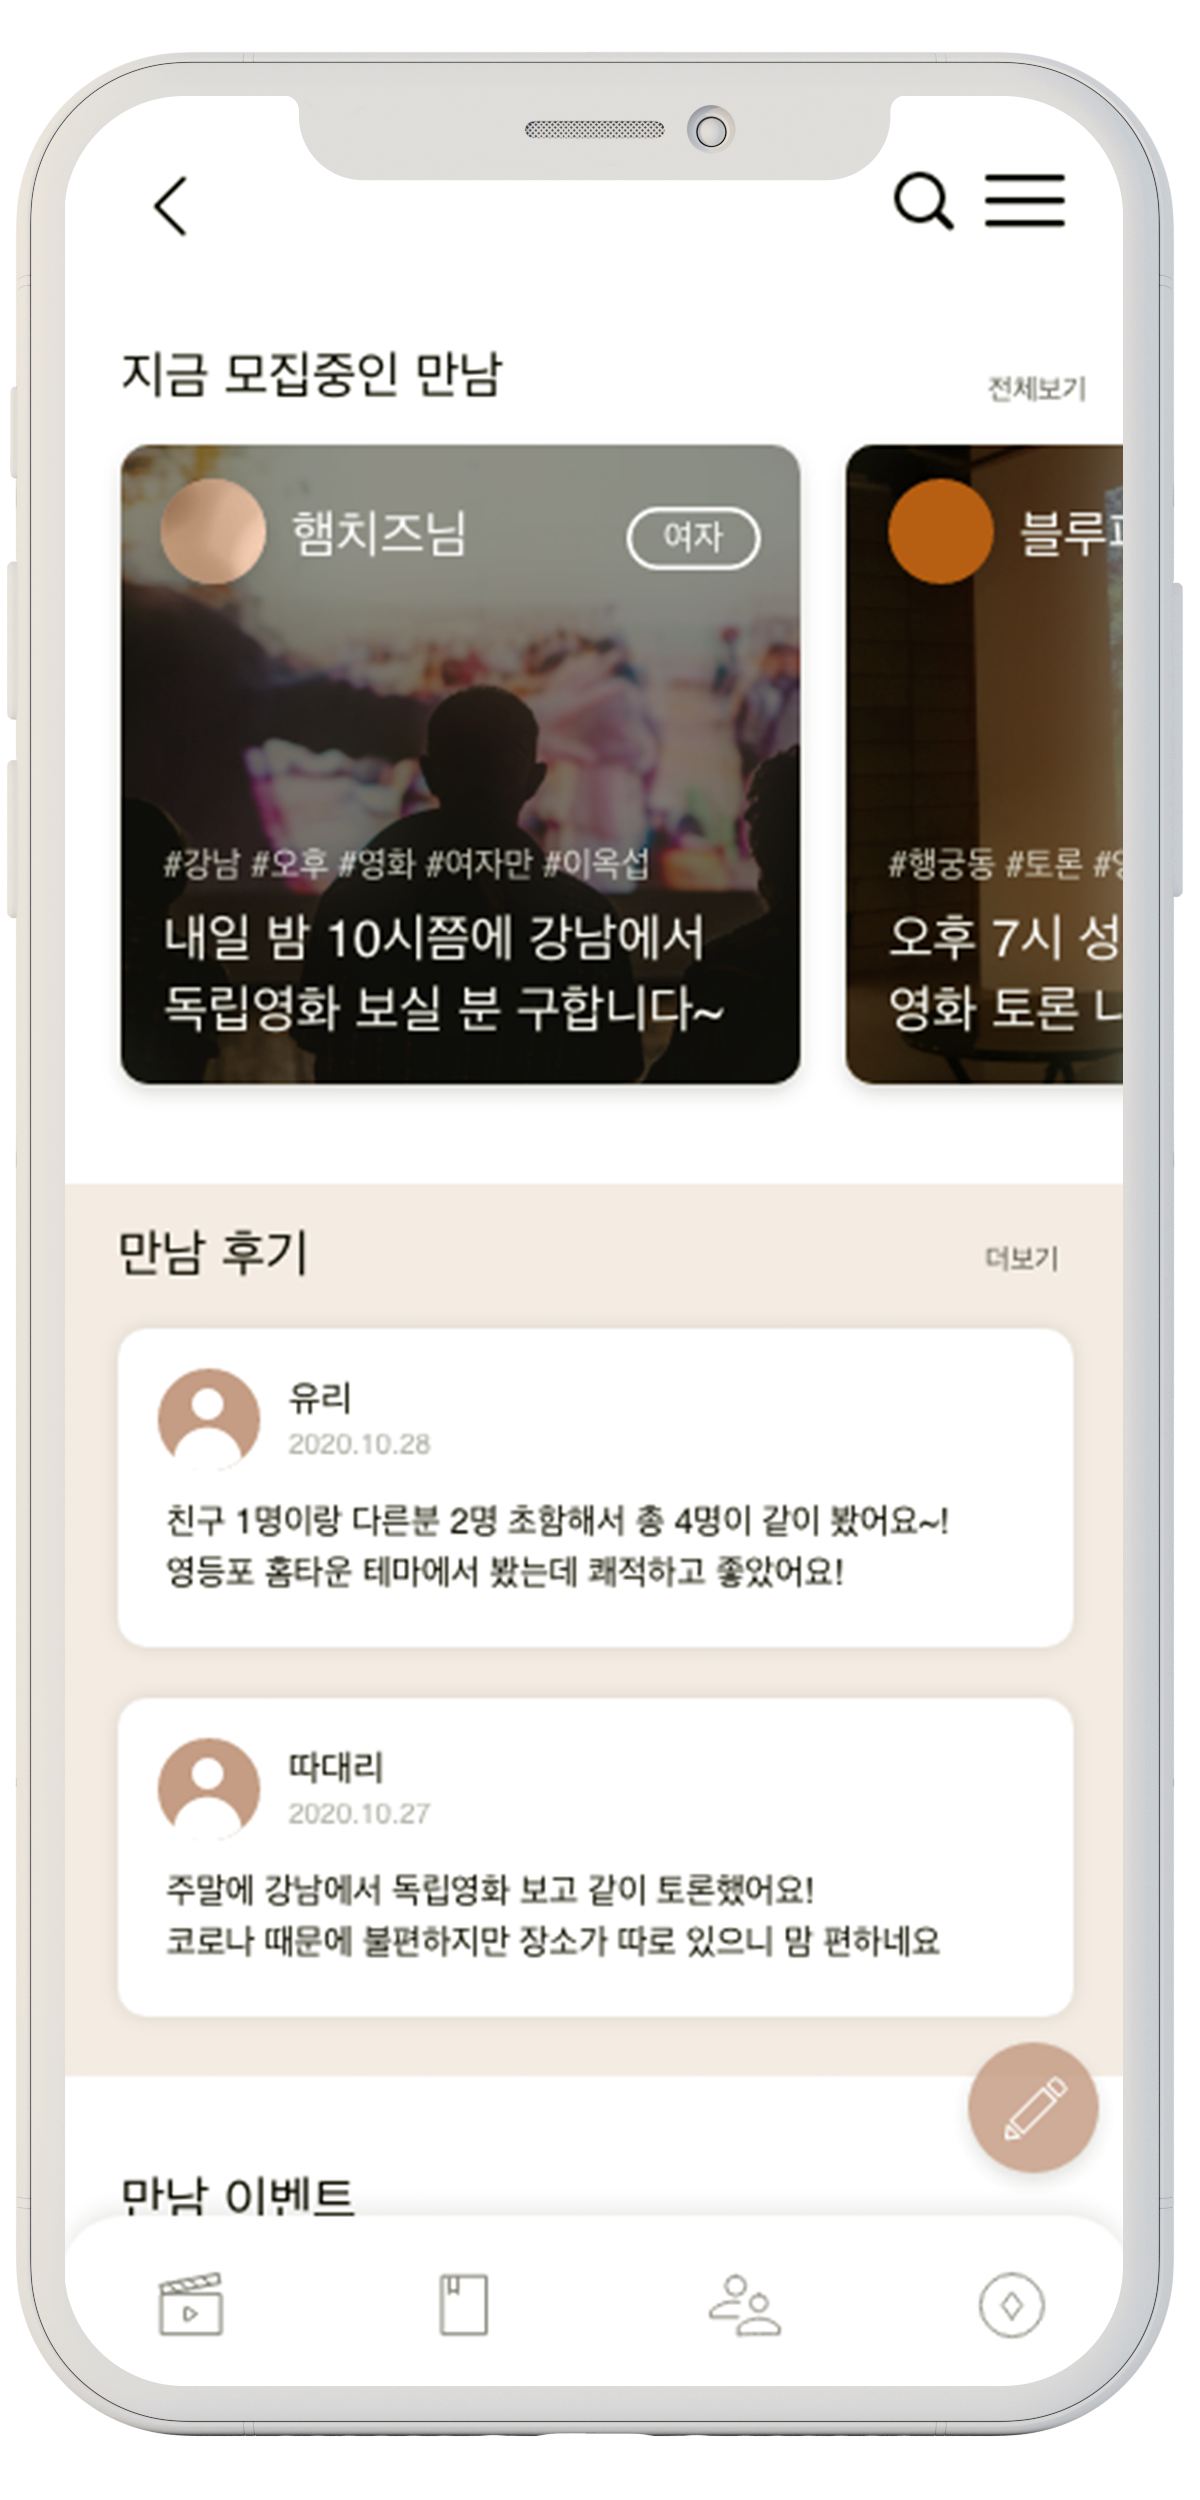 지금 모집중인 만남
전체보기
햄치즈님
여자
#강남 #오후 #영화 #여자만 #이옥섭
내일 밤 10시쯤에 강남에서
독립영화 보실 분 구합니다~
블루
#행궁동 #토론
오후 7시 성
영화 토론
만남 후기
더보기
유리
2020.10.28
친구 1명이랑 다른분 2명 초함해서 총 4명이 같이 봤어요~!
영등포 홈타운 테마에서 봤는데 쾌적하고 좋았어요!
따대리
2020.10.27
주말에 강남에서 독립영화 보고 같이 토론했어요!
코로나 때문에 불편하지만 장소가 따로 있으니 맘 편하네요
만남 이벤트